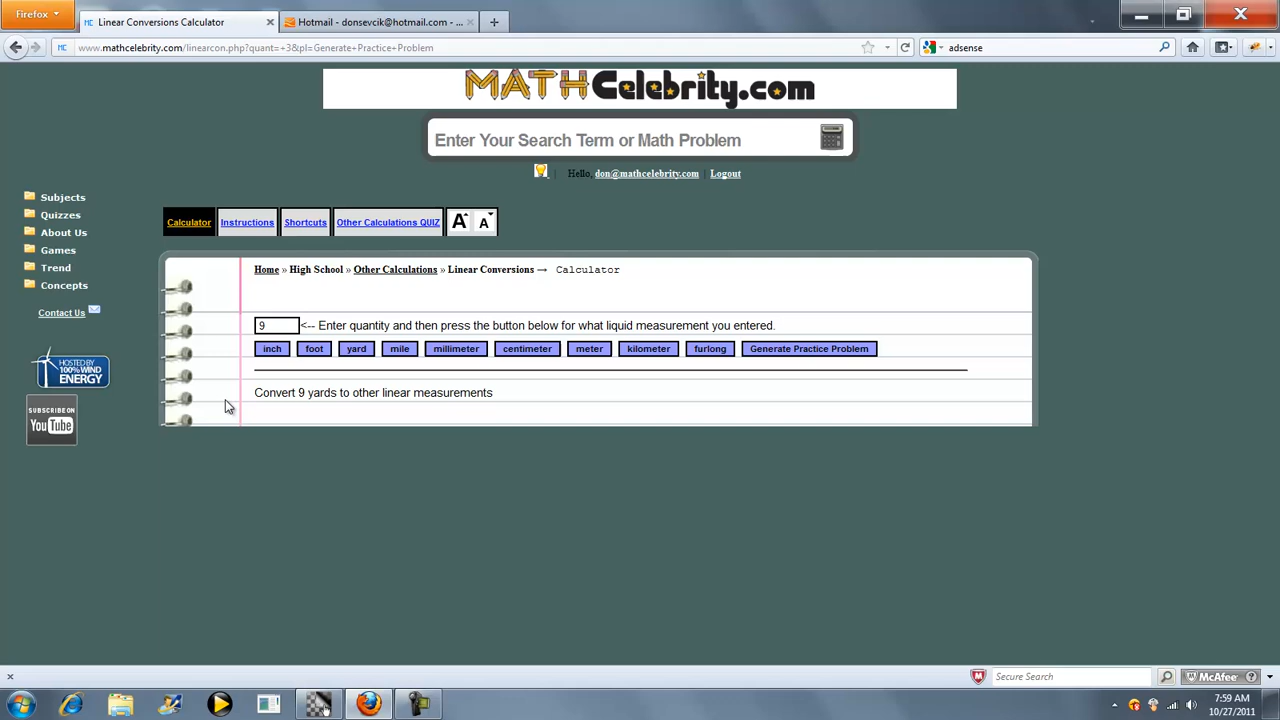 Firefox
Linear Conversions Calculator
Hotmail - donsevcik@hotmail.com - ...
www.mathcelebrity.com/linearcon.php?quant=+3&pl=Generate+Practice+Problem
adsense
MATHCelebrity.com
Enter Your Search Term or Math Problem
| Hello, don@mathcelebrity.com | Logout
Subjects
Quizzes
About Us
Games
Trend
Concepts
Contact Us
HOSTED BY
100% WIND
ENERGY
SUBSCRIBE ON
YouTube
Calculator Instructions Shortcuts Other Calculations QUIZ A A
Home » High School » Other Calculations » Linear Conversions → Calculator
9 <-- Enter quantity and then press the button below for what liquid measurement you entered.
inch foot yard mile millimeter centimeter meter kilometer furlong Generate Practice Problem
Convert 9 yards to other linear measurements
Secure Search
McAfee
7:59 AM
10/27/2011